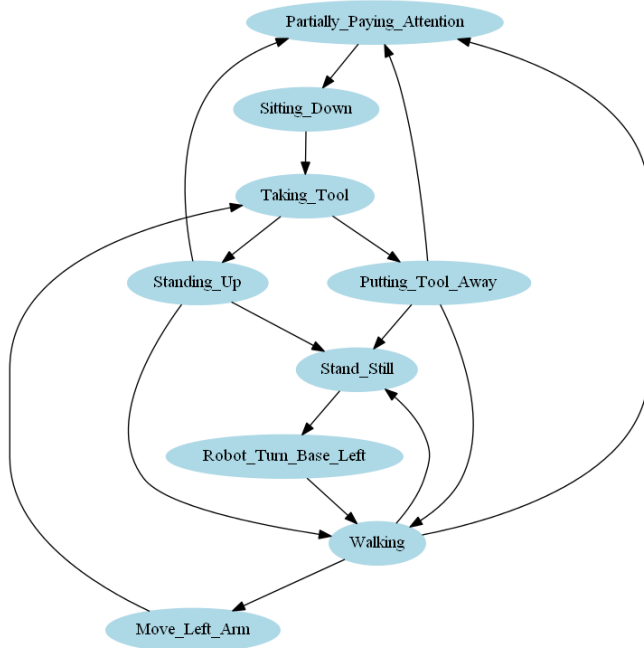 Partially_Paying_Attention
Sitting_Down
Taking_Tool
Standing_Up
Putting_Tool_Away
Stand_Still
Robot_Turn_Base_Left
Walking
Move_Left_Arm